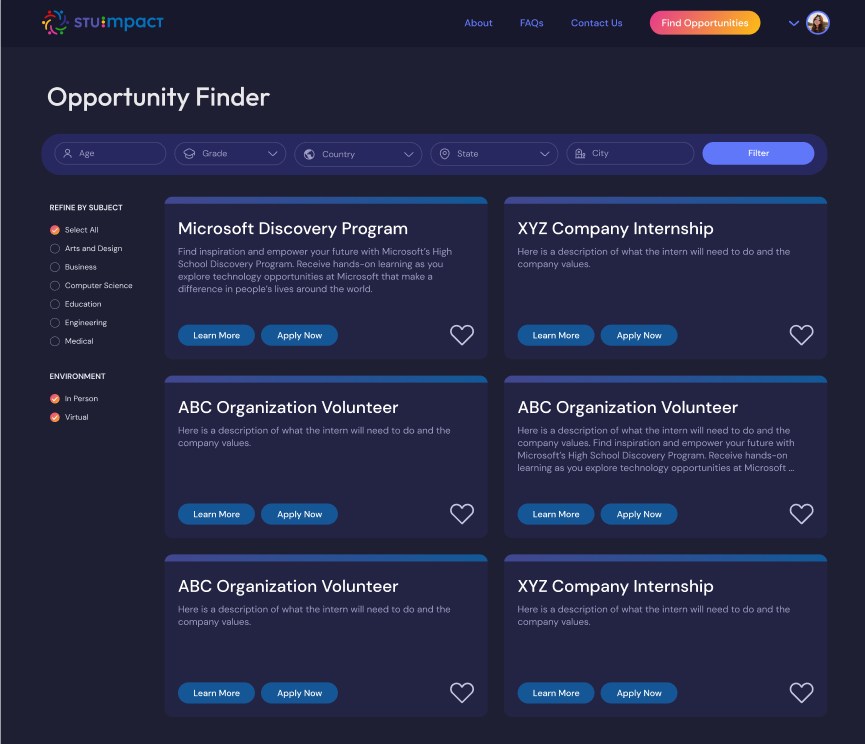 STU:MPACT
About
FAQs
Contact Us
Find Opportunities
Opportunity Finder
Age
Grade
Country
State
City
Filter
REFINE BY SUBJECT
Select All
Arts and Design
Business
Computer Science
Education
Engineering
Medical
ENVIRONMENT
In Person
Virtual
Microsoft Discovery Program
Find inspiration and empower your future with Microsoft's High
School Discovery Program. Receive hands-on learning as you
explore technology opportunities at Microsoft that make a
difference in people's lives around the world.
Learn More
Apply Now
XYZ Company Internship
Here is a description of what the intern will need to do and the
company values.
Learn More
Apply Now
ABC Organization Volunteer
Here is a description of what the intern will need to do and the
company values.
Learn More
Apply Now
ABC Organization Volunteer
Here is a description of what the intern will need to do and the
company values. Find inspiration and empower your future with
Microsoft's High School Discovery Program. Receive hands-on
learning as you explore technology opportunities at Microsoft ...
Learn More
Apply Now
ABC Organization Volunteer
Here is a description of what the intern will need to do and the
company values.
Learn More
Apply Now
XYZ Company Internship
Here is a description of what the intern will need to do and the
company values.
Learn More
Apply Now